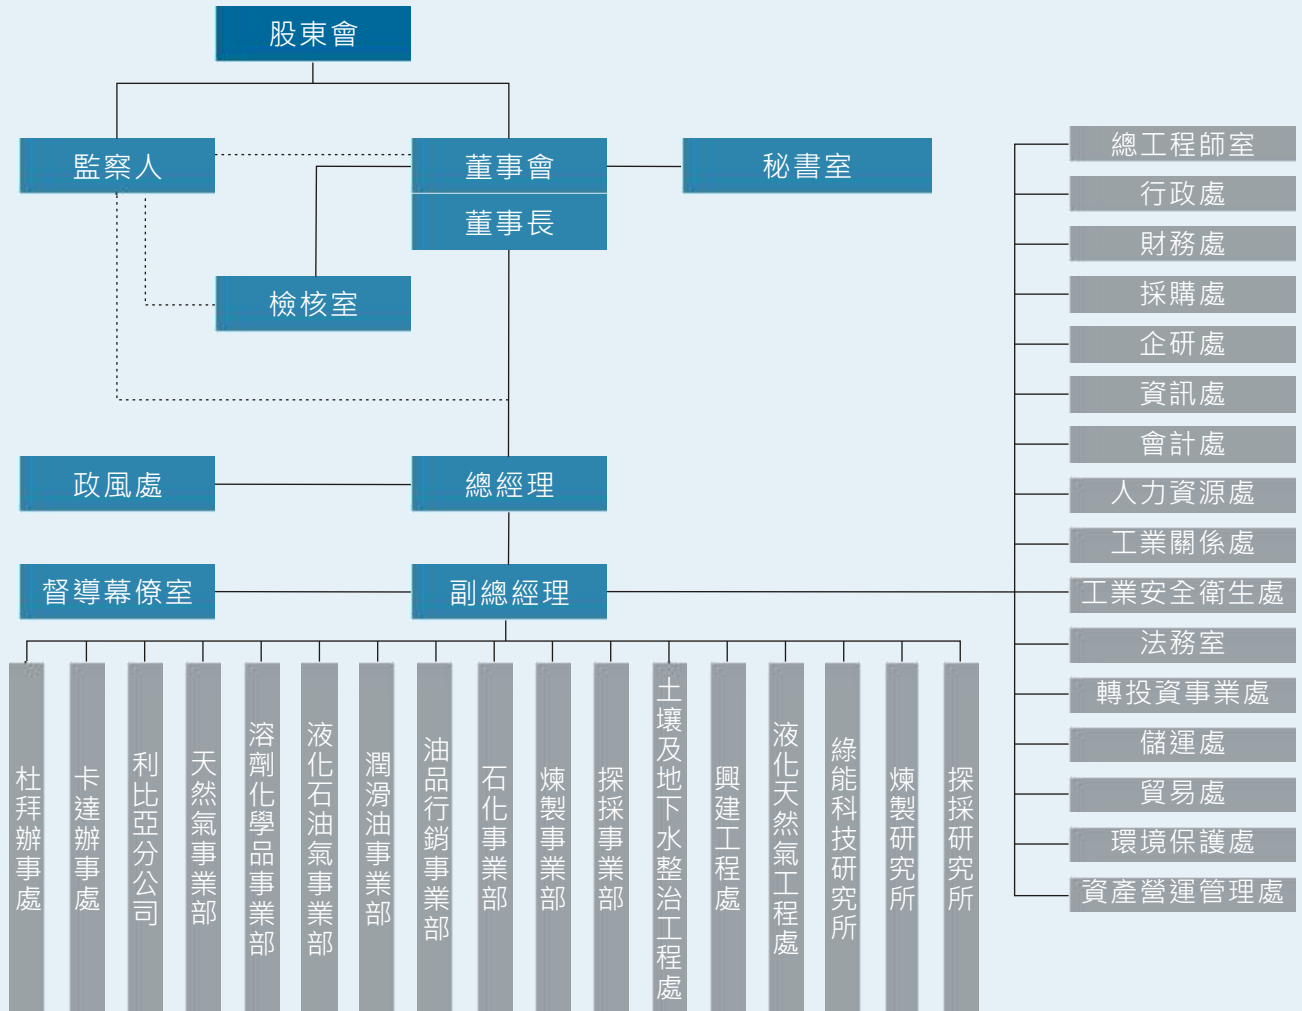 股東會
監察人
董事會
秘書室
董事長
檢核室
政風處
總經理
督導幕僚室
副總經理
總工程師室
行政處
財務處
採購處
企研處
資訊處
會計處
人力資源處
工業關係處
工業安全衛生處
法務室
轉投資事業處
儲運處
貿易處
環境保護處
資產營運管理處
杜拜辦事處
卡達辦事處
利比亞分公司
天然氣事業部
溶劑化學品事業部
液化石油氣事業部
潤滑油事業部
油品行銷事業部
石化事業部
煉製事業部
探採事業部
土壤及地下水整治工程處
興建工程處
液化天然氣工程處
綠能科技研究所
煉製研究所
探採研究所